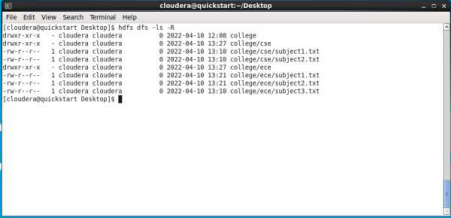 cloudera@quickstart:~/Desktop
File Edit View Search Terminal Help
[cloudera@quickstart Desktop]$ hdfs dfs -ls -R
drwxr-xr-x   - cloudera cloudera          0 2022-04-10 12:08 college
drwxr-xr-x   - cloudera cloudera          0 2022-04-10 13:27 college/cse
-rw-r--r--   1 cloudera cloudera          0 2022-04-10 13:10 college/cse/subject1.txt
-rw-r--r--   1 cloudera cloudera          0 2022-04-10 13:10 college/cse/subject2.txt
drwxr-xr-x   - cloudera cloudera          0 2022-04-10 13:27 college/ece
-rw-r--r--   1 cloudera cloudera          0 2022-04-10 13:21 college/ece/subject1.txt
-rw-r--r--   1 cloudera cloudera          0 2022-04-10 13:21 college/ece/subject2.txt
-rw-r--r--   1 cloudera cloudera          0 2022-04-10 13:10 college/ece/subject3.txt
[cloudera@quickstart Desktop]$